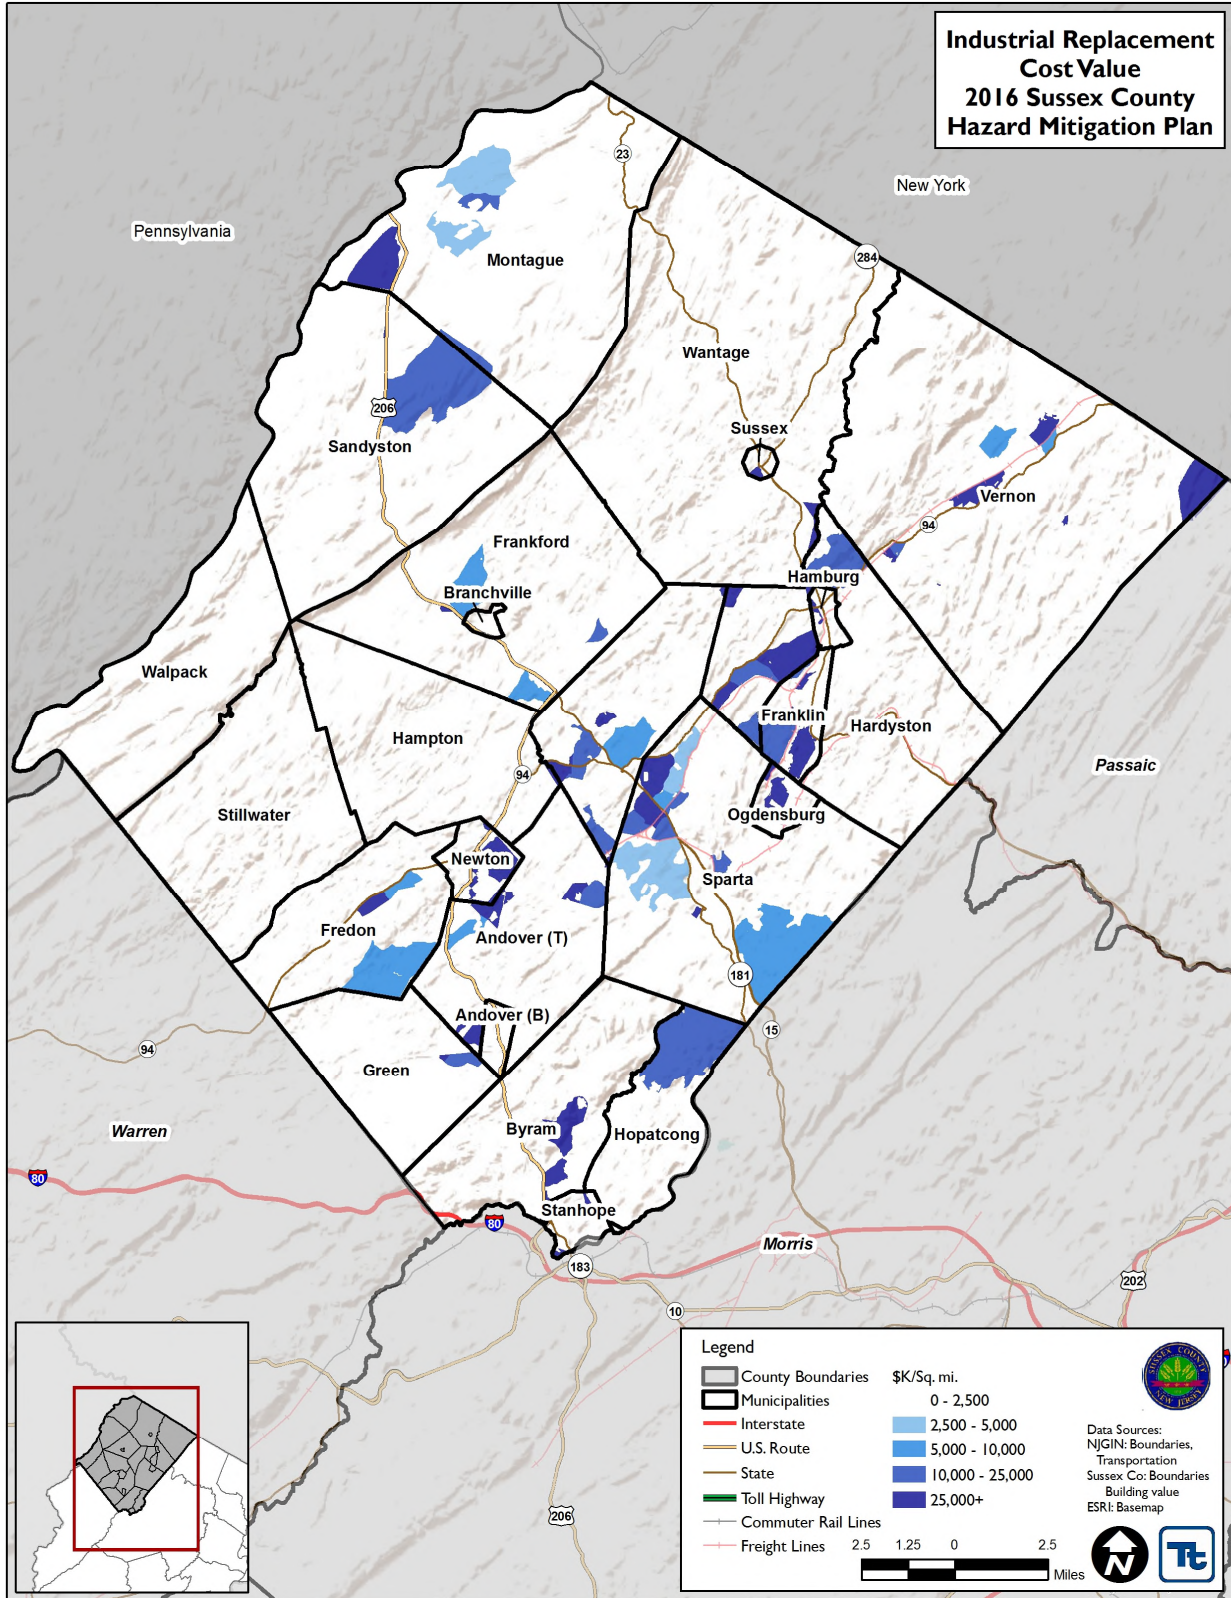 Industrial Replacement
Cost Value
2016 Sussex County
Hazard Mitigation Plan
New York
Pennsylvania
23
284
Montague
Wantage
206
Sandyston
Sussex
Vernon
94
Frankford
Branchville
Hamburg
Walpack
Hampton
Franklin
Hardyston
Passaic
94
Stillwater
Ogdensburg
Newton
Sparta
Fredon
Andover (T)
181
Andover (B)
15
94
Green
Warren
Byram
Hopatcong
80
Stanhope
80
Morris
183
202
10
206
Legend
County Boundaries
Municipalities
Interstate
U.S. Route
State
Toll Highway
Commuter Rail Lines
Freight Lines
$K/Sq. mi.
0 - 2,500
2,500 - 5,000
5,000 - 10,000
10,000 - 25,000
25,000+
SUSSEX COUNTY
NEW JERSEY
Data Sources:
NJGIN: Boundaries,
Transportation
Sussex Co: Boundaries
Building value
ESRI: Basemap
2.5 1.25 0 2.5
Miles
N
Tt